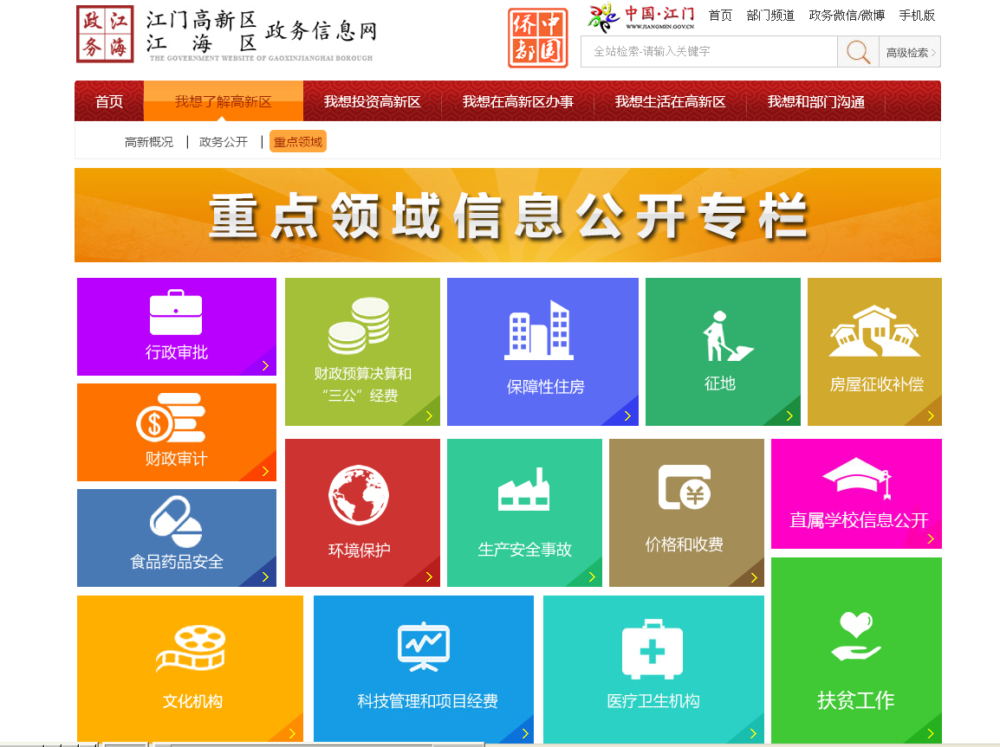 政 江
务 海
江门高新区
江海区
政务信息网
THE GOVERNMENT WEBSITE OF GAOXINJIANGHAI BOROUGH
侨 中
都 国
中国·江门
WWW.JIANGMEN.GOV.CN
首页 部门频道 政务微信/微博 手机版
全站检索-请输入关键字
高级检索
首页 我想了解高新区 我想投资高新区 我想在高新区办事 我想生活在高新区 我想和部门沟通
高新概况 | 政务公开 | 重点领域
重点领域信息公开专栏
行政审批
财政预算决算和
“三公”经费
保障性住房
征地
房屋征收补偿
财政审计
食品药品安全
环境保护
生产安全事故
价格和收费
直属学校信息公开
文化机构
科技管理和项目经费
医疗卫生机构
扶贫工作